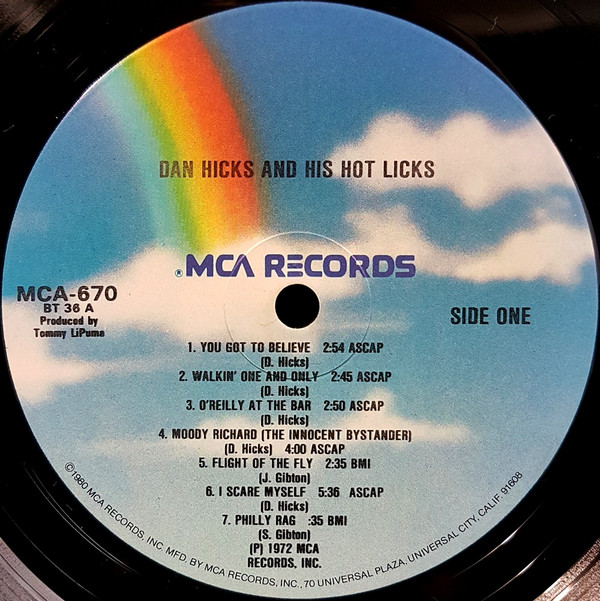 DAN HICKS AND HIS HOT LICKS
®MCA RECORDS
MCA-670
BT 36 A
Produced by
Tommy LiPuma
SIDE ONE
1. YOU GOT TO BELIEVE 2:54 ASCAP
(D. Hicks)
2. WALKIN' ONE AND ONLY 2:45 ASCAP
(D. Hicks)
3. O'REILLY AT THE BAR 2:50 ASCAP
(D. Hicks)
4. MOODY RICHARD (THE INNOCENT BYSTANDER)
(D. Hicks) 4:00 ASCAP
5. FLIGHT OF THE FLY 2:35 BMI
(J. Gibton)
6. I SCARE MYSELF 5:36 ASCAP
(D. Hicks)
7. PHILLY RAG :35 BMI
(S. Gibton)
(P) 1972 MCA
RECORDS, INC.
©1980 MCA RECORDS, INC. MFD. BY MCA RECORDS, INC., 70 UNIVERSAL PLAZA, UNIVERSAL CITY, CALIF. 91608